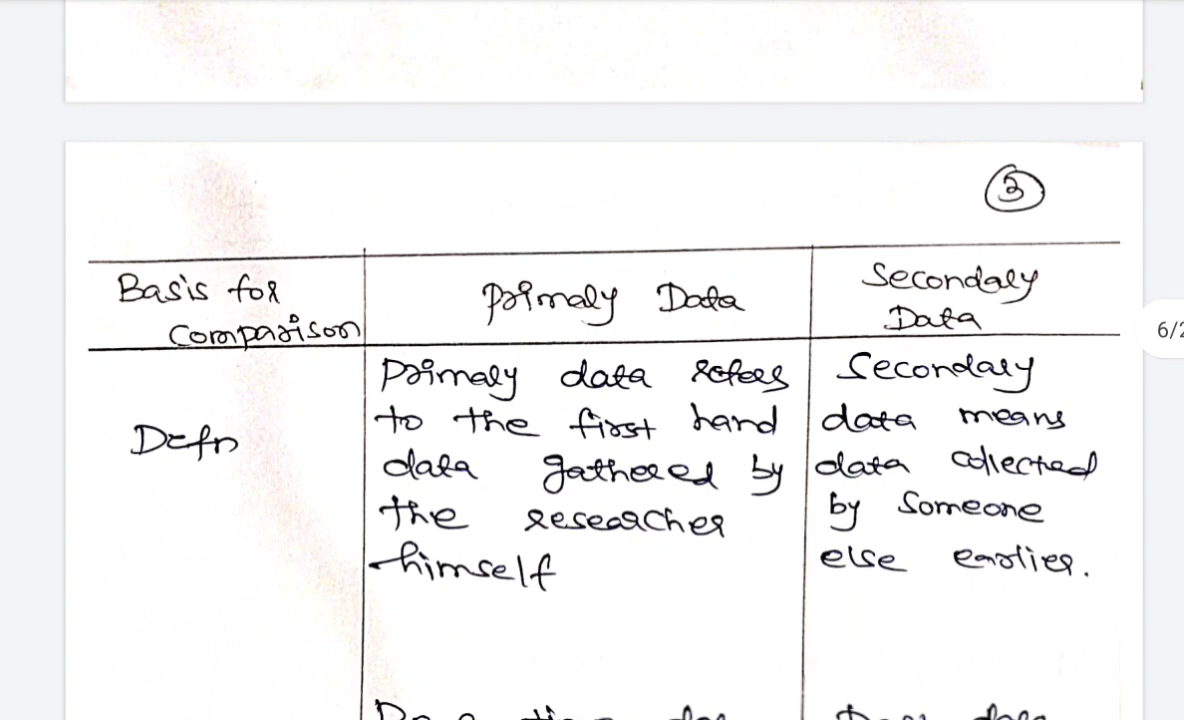 3
Basis for Comparison | Primary Data | Secondary Data
Defn
Primary data refers
to the first hand
data gathered by
the researcher
himself
Secondary
data means
data collected
by Someone
else earlier.
6/2